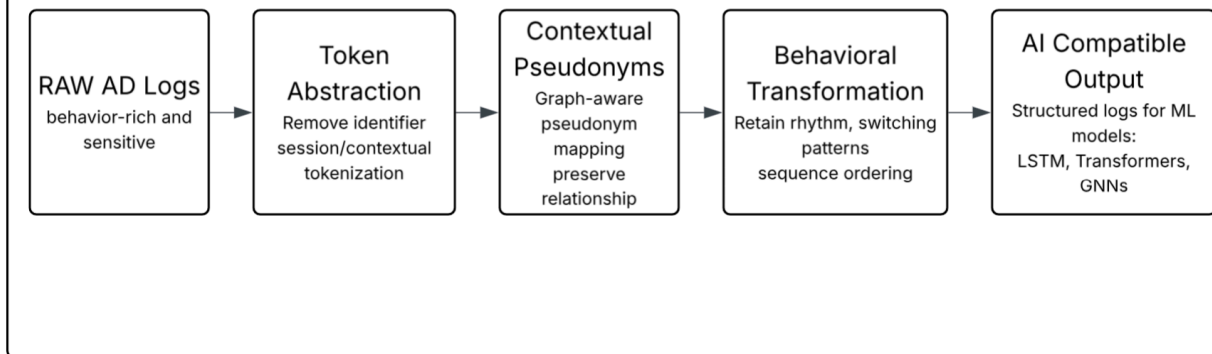 RAW AD Logs
behavior-rich and
sensitive
Token
Abstraction
Remove identifier
session/contextual
tokenization
Contextual
Pseudonyms
Graph-aware
pseudonym
mapping
preserve
relationship
Behavioral
Transformation
Retain rhythm, switching
patterns
sequence ordering
AI Compatible
Output
Structured logs for ML
models:
LSTM, Transformers,
GNNs